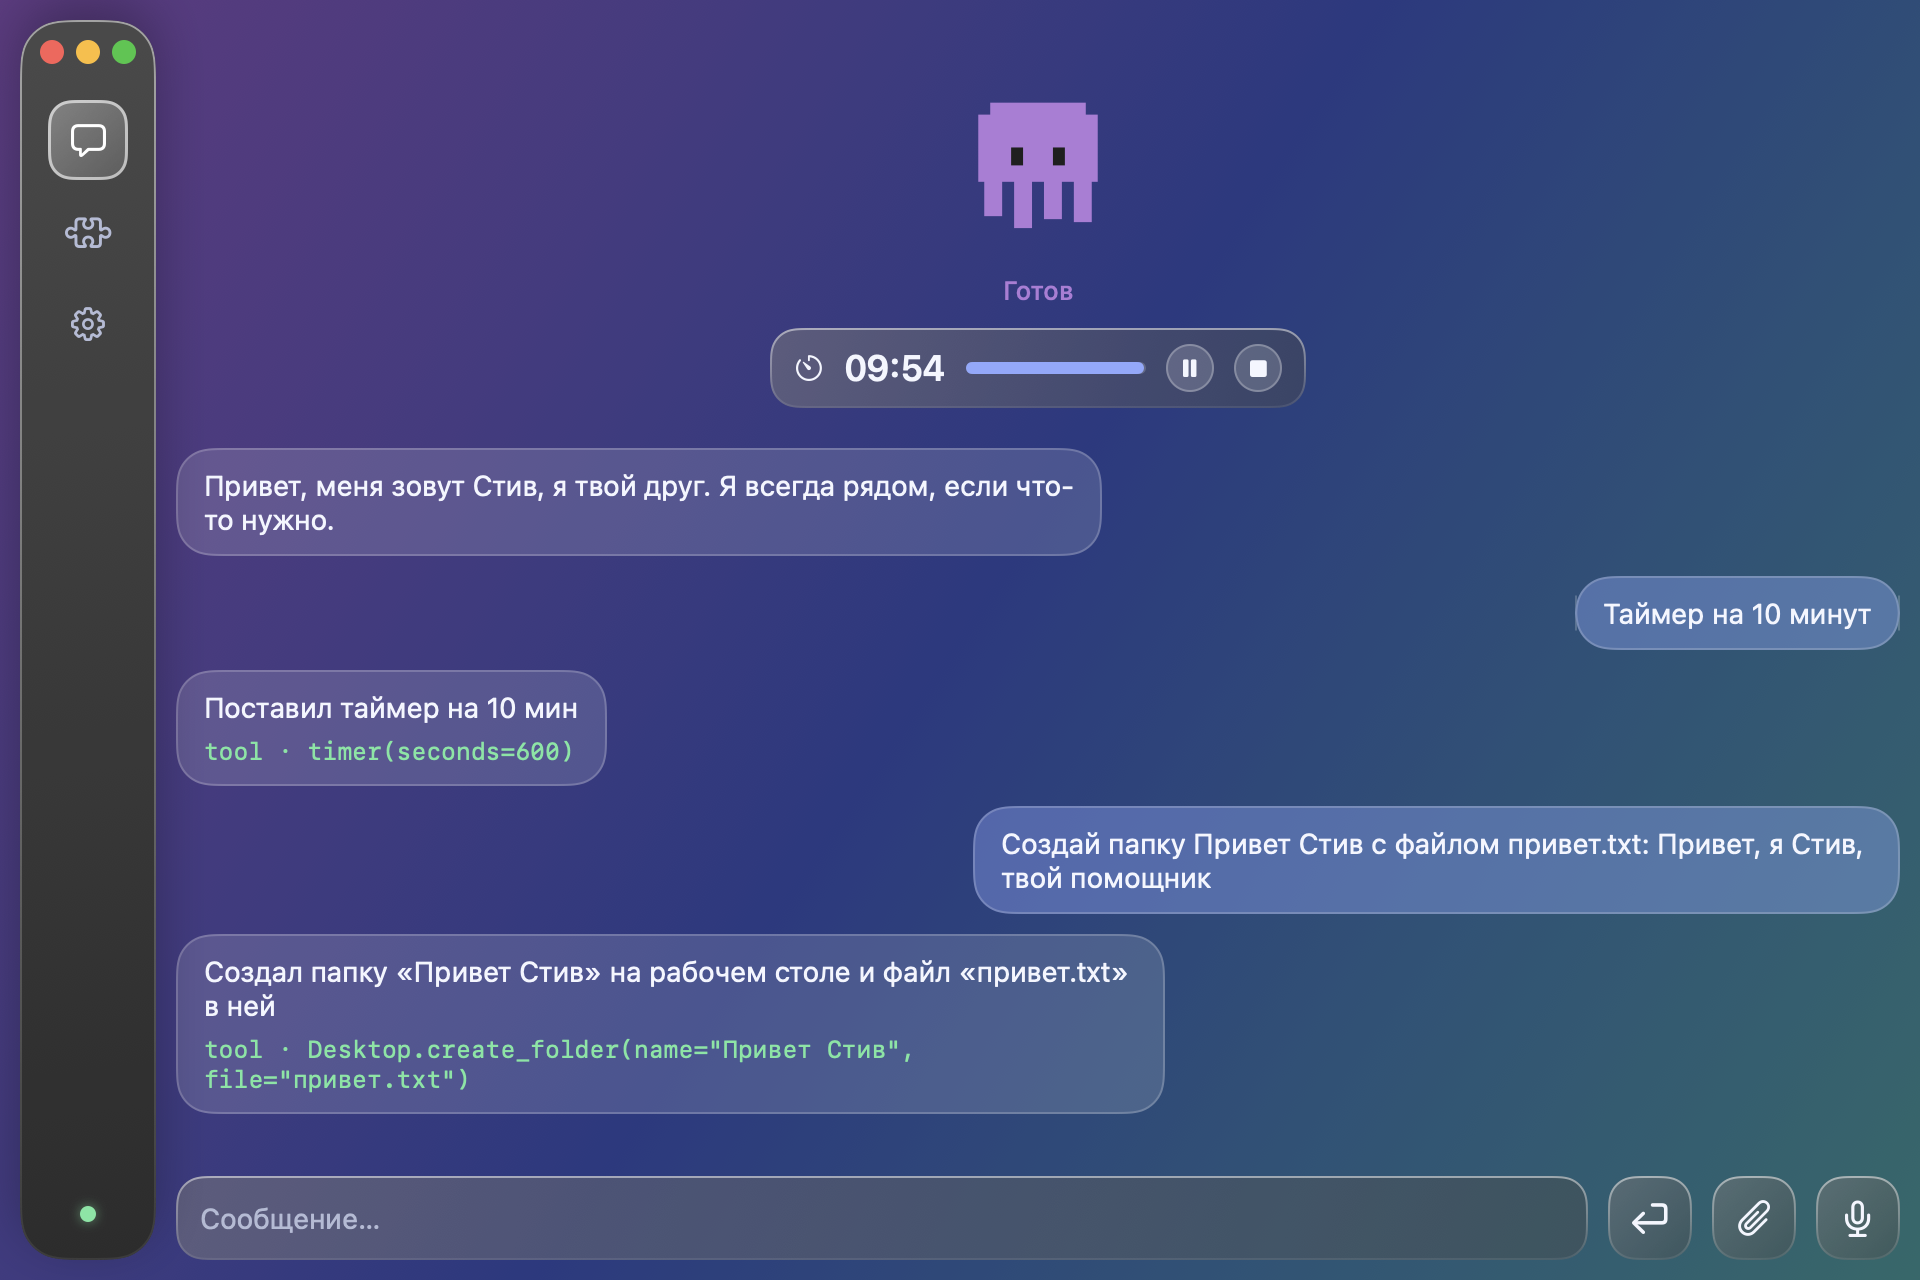 Готов
09:54
Привет, меня зовут Стив, я твой друг. Я всегда рядом, если что-
то нужно.
Таймер на 10 минут
Поставил таймер на 10 мин
tool · timer(seconds=600)
Создай папку Привет Стив с файлом привет.txt: Привет, я Стив,
твой помощник
Создал папку «Привет Стив» на рабочем столе и файл «привет.txt»
в ней
tool · Desktop.create_folder(name="Привет Стив",
file="привет.txt")
Сообщение...